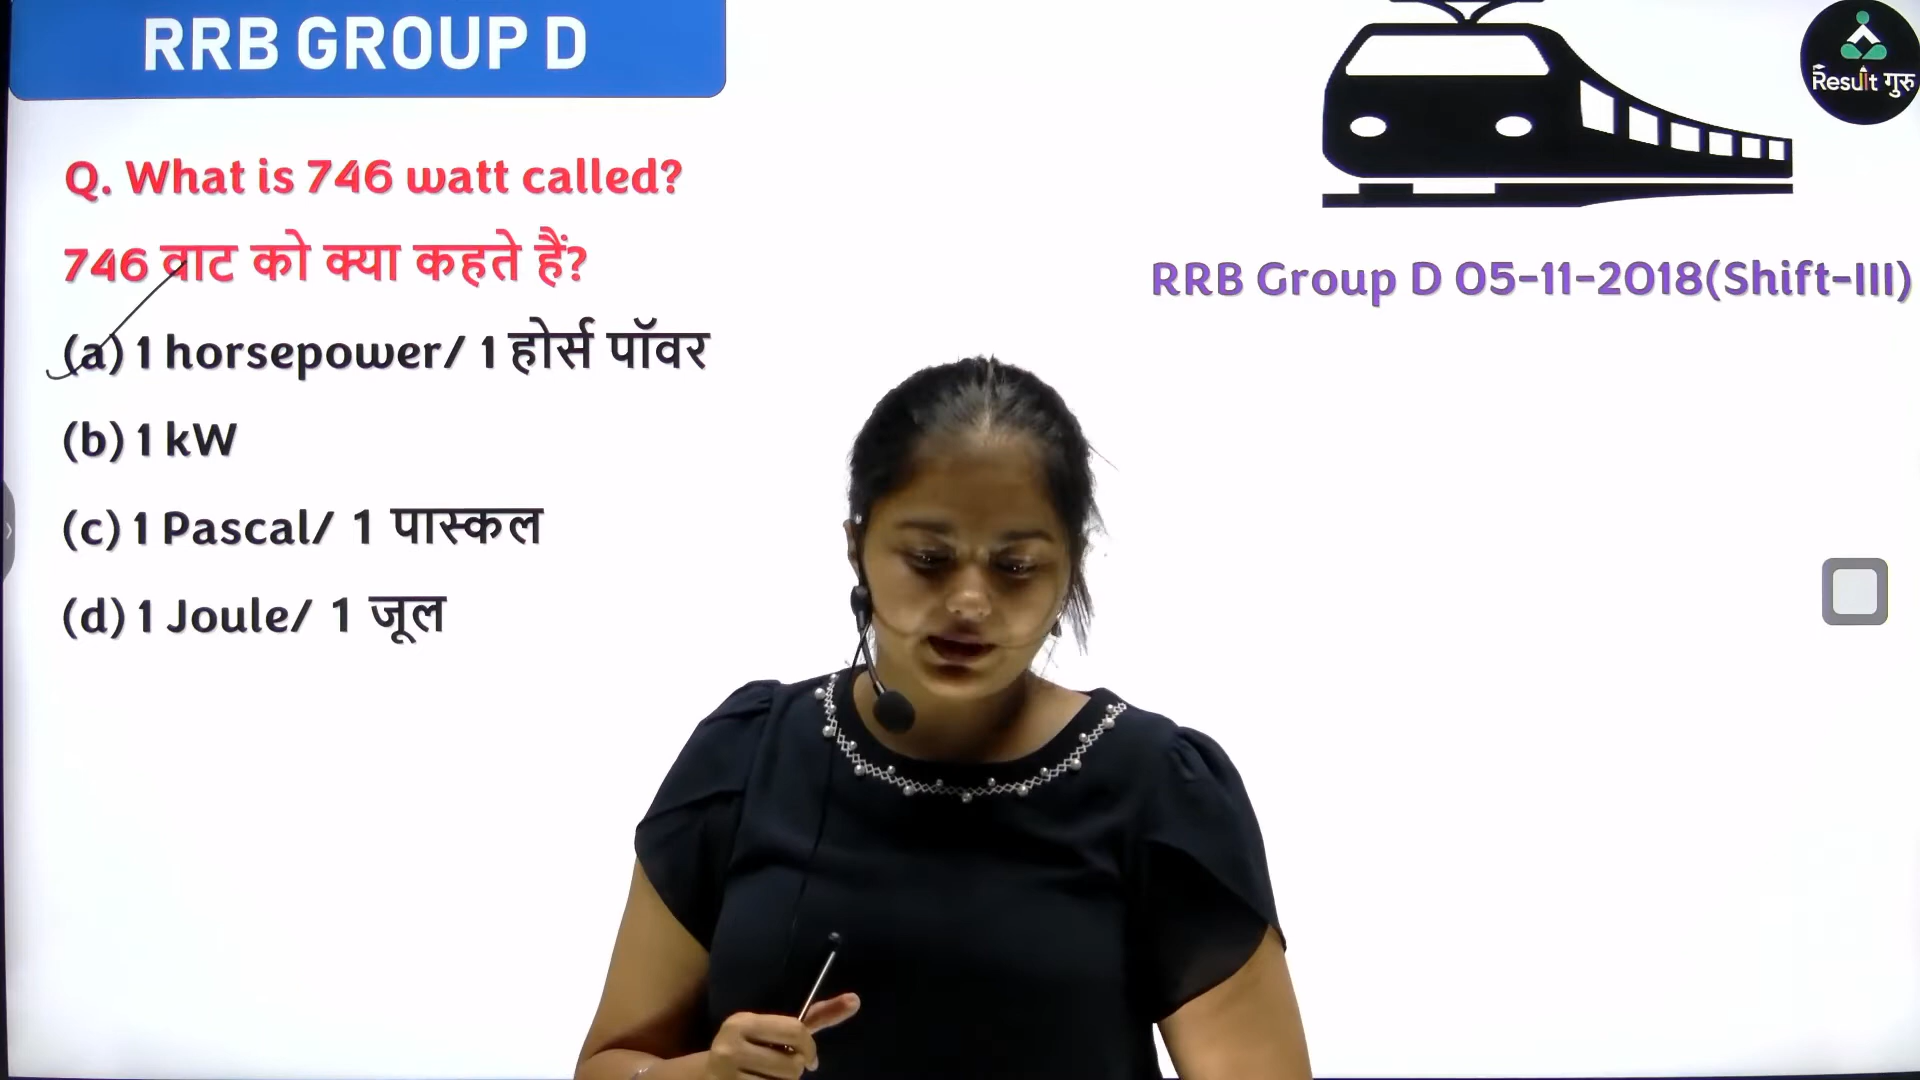 RRB GROUP D
Result गुरु
Q. What is 746 watt called?
746 वाट को क्या कहते हैं?
RRB Group D 05-11-2018(Shift-III)
(a) 1 horsepower/ 1 होर्स पॉवर
(b) 1 kW
(c) 1 Pascal/ 1 पास्कल
(d) 1 Joule/ 1 जूल